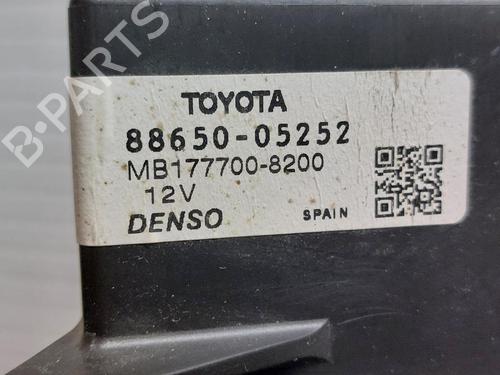 B-PARTS
TOYOTA
88650-05252
MB177700-8200
12V
DENSO SPAIN